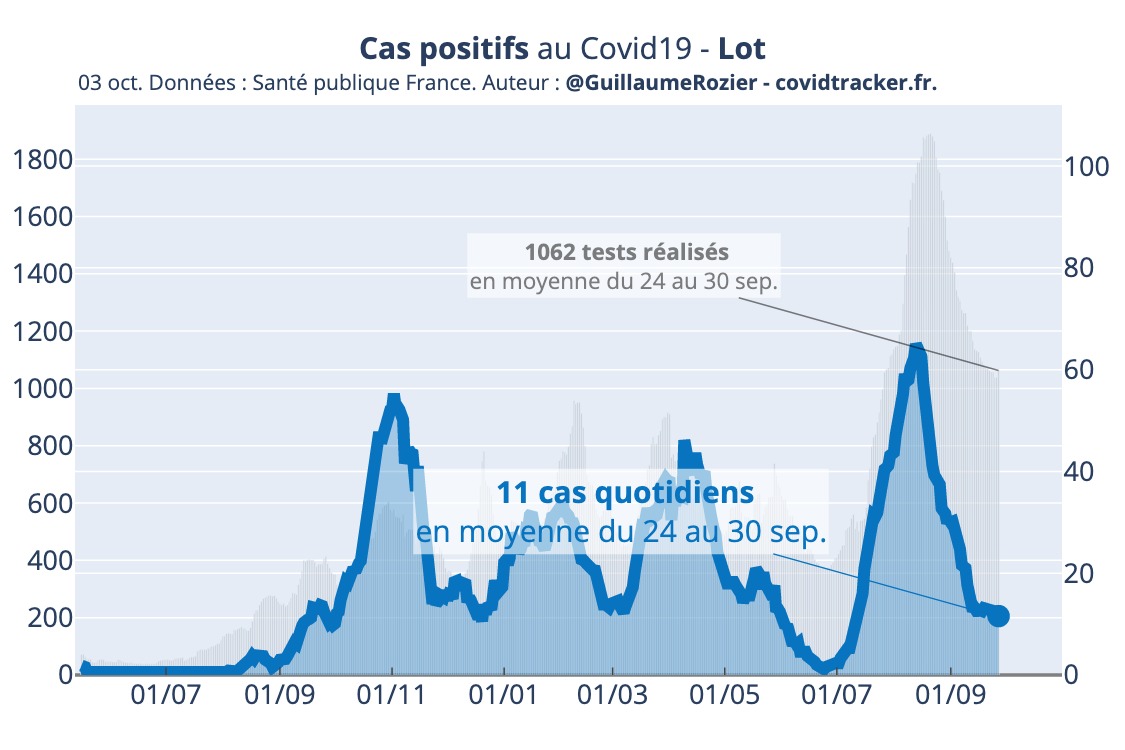 Cas positifs au Covid19 - Lot
03 oct. Données : Santé publique France. Auteur : @GuillaumeRozier - covidtracker.fr.
1800
1600
1400
1200
1000
800
600
400
200
0
100
80
60
40
20
0
1062 tests réalisés
en moyenne du 24 au 30 sep.
11 cas quotidiens
en moyenne du 24 au 30 sep.
01/07 01/09 01/11 01/01 01/03 01/05 01/07 01/09